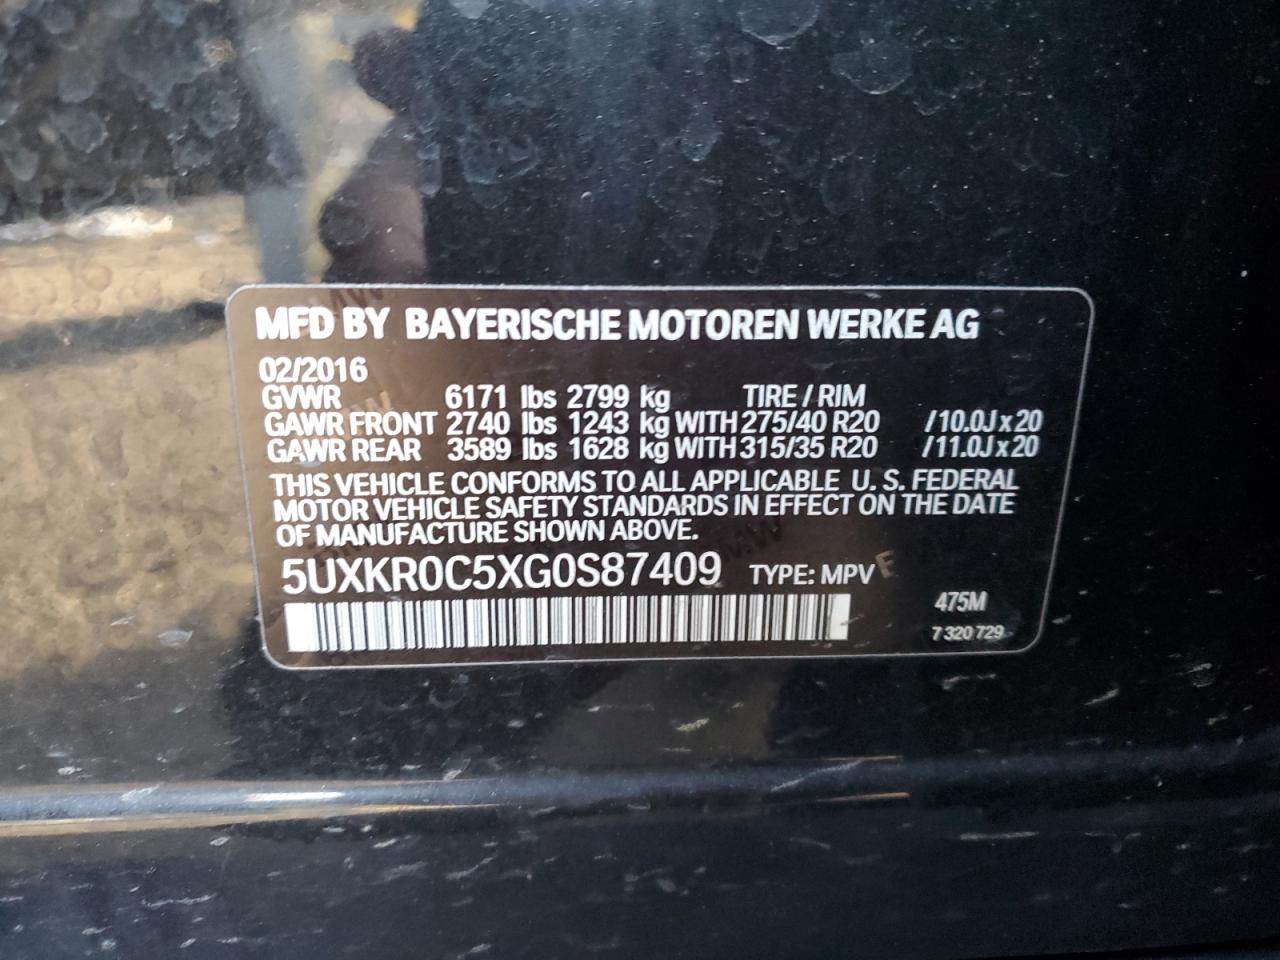 MFD BY BAYERISCHE MOTOREN WERKE AG
02/2016
GVWR 6171 lbs 2799 kg TIRE / RIM
GAWR FRONT 2740 lbs 1243 kg WITH 275/40 R20 /10.0J x 20
GAWR REAR 3589 lbs 1628 kg WITH 315/35 R20 /11.0J x 20
THIS VEHICLE CONFORMS TO ALL APPLICABLE U. S. FEDERAL
MOTOR VEHICLE SAFETY STANDARDS IN EFFECT ON THE DATE
OF MANUFACTURE SHOWN ABOVE.
5UXKR0C5XG0S87409 TYPE: MPV E
475M
7 320 729